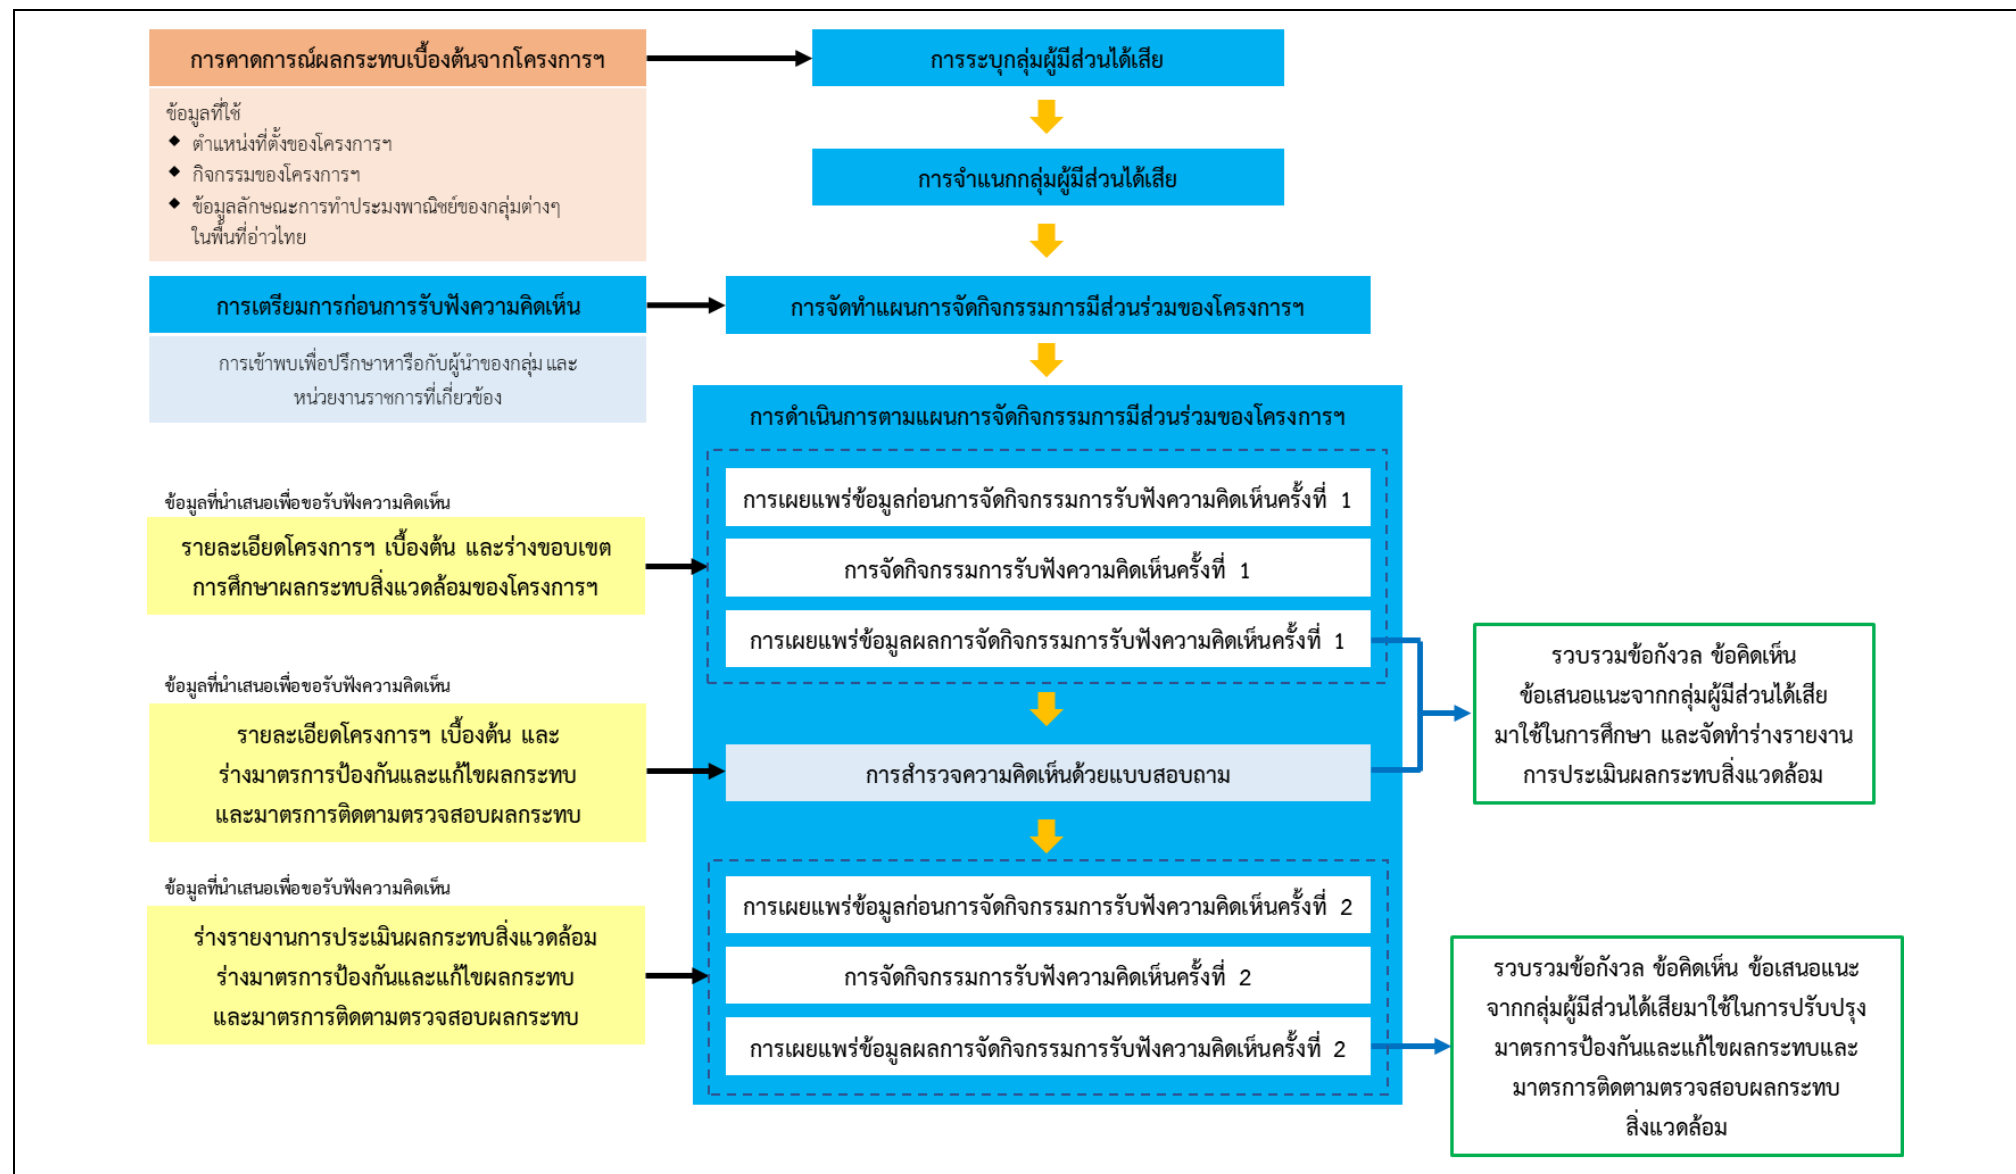 การคาดการณ์ผลกระทบเบื้องต้นจากโครงการฯ
ข้อมูลที่ใช้
◆ ตำแหน่งที่ตั้งของโครงการฯ
◆ กิจกรรมของโครงการฯ
◆ ข้อมูลลักษณะการทำประมงพาณิชย์ของกลุ่มต่างๆ
ในพื้นที่อ่าวไทย
การระบุกลุ่มผู้มีส่วนได้เสีย
การจำแนกกลุ่มผู้มีส่วนได้เสีย
การเตรียมการก่อนการรับฟังความคิดเห็น
การเข้าพบเพื่อปรึกษาหารือกับผู้นำของกลุ่ม และ
หน่วยงานราชการที่เกี่ยวข้อง
การจัดทำแผนการจัดกิจกรรมการมีส่วนร่วมของโครงการฯ
การดำเนินการตามแผนการจัดกิจกรรมการมีส่วนร่วมของโครงการฯ
ข้อมูลที่นำเสนอเพื่อขอรับฟังความคิดเห็น
รายละเอียดโครงการฯ เบื้องต้น และร่างขอบเขต
การศึกษาผลกระทบสิ่งแวดล้อมของโครงการฯ
การเผยแพร่ข้อมูลก่อนการจัดกิจกรรมการรับฟังความคิดเห็นครั้งที่ 1
การจัดกิจกรรมการรับฟังความคิดเห็นครั้งที่ 1
การเผยแพร่ข้อมูลผลการจัดกิจกรรมการรับฟังความคิดเห็นครั้งที่ 1
รวบรวมข้อกังวล ข้อคิดเห็น
ข้อเสนอแนะจากกลุ่มผู้มีส่วนได้เสีย
มาใช้ในการศึกษา และจัดทำร่างรายงาน
การประเมินผลกระทบสิ่งแวดล้อม
ข้อมูลที่นำเสนอเพื่อขอรับฟังความคิดเห็น
รายละเอียดโครงการฯ เบื้องต้น และ
ร่างมาตรการป้องกันและแก้ไขผลกระทบ
และมาตรการติดตามตรวจสอบผลกระทบ
การสำรวจความคิดเห็นด้วยแบบสอบถาม
ข้อมูลที่นำเสนอเพื่อขอรับฟังความคิดเห็น
ร่างรายงานการประเมินผลกระทบสิ่งแวดล้อม
ร่างมาตรการป้องกันและแก้ไขผลกระทบ
และมาตรการติดตามตรวจสอบผลกระทบ
การเผยแพร่ข้อมูลก่อนการจัดกิจกรรมการรับฟังความคิดเห็นครั้งที่ 2
การจัดกิจกรรมการรับฟังความคิดเห็นครั้งที่ 2
การเผยแพร่ข้อมูลผลการจัดกิจกรรมการรับฟังความคิดเห็นครั้งที่ 2
รวบรวมข้อกังวล ข้อคิดเห็น ข้อเสนอแนะ
จากกลุ่มผู้มีส่วนได้เสียมาใช้ในการปรับปรุง
มาตรการป้องกันและแก้ไขผลกระทบและ
มาตรการติดตามตรวจสอบผลกระทบ
สิ่งแวดล้อม